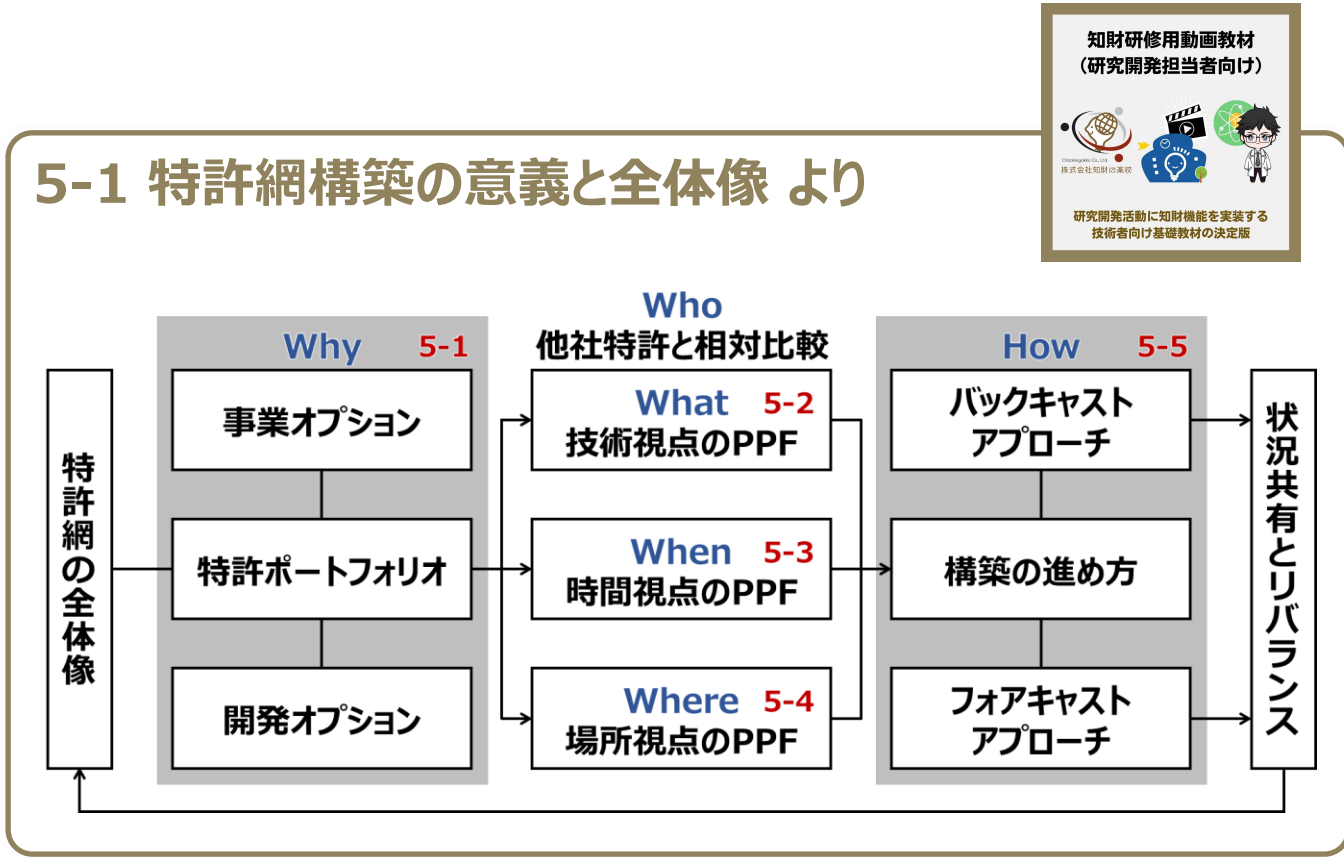 知財研修用動画教材
(研究開発担当者向け)
Chizainogakko Co., Ltd
株式会社知財の楽校
研究開発活動に知財機能を実装する
技術者向け基礎教材の決定版
5-1 特許網構築の意義と全体像 より
特許網の全体像
Why 5-1
事業オプション
特許ポートフォリオ
開発オプション
Who
他社特許と相対比較
What 5-2
技術視点のPPF
When 5-3
時間視点のPPF
Where 5-4
場所視点のPPF
How 5-5
バックキャスト
アプローチ
構築の進め方
フォアキャスト
アプローチ
状況共有とリバランス